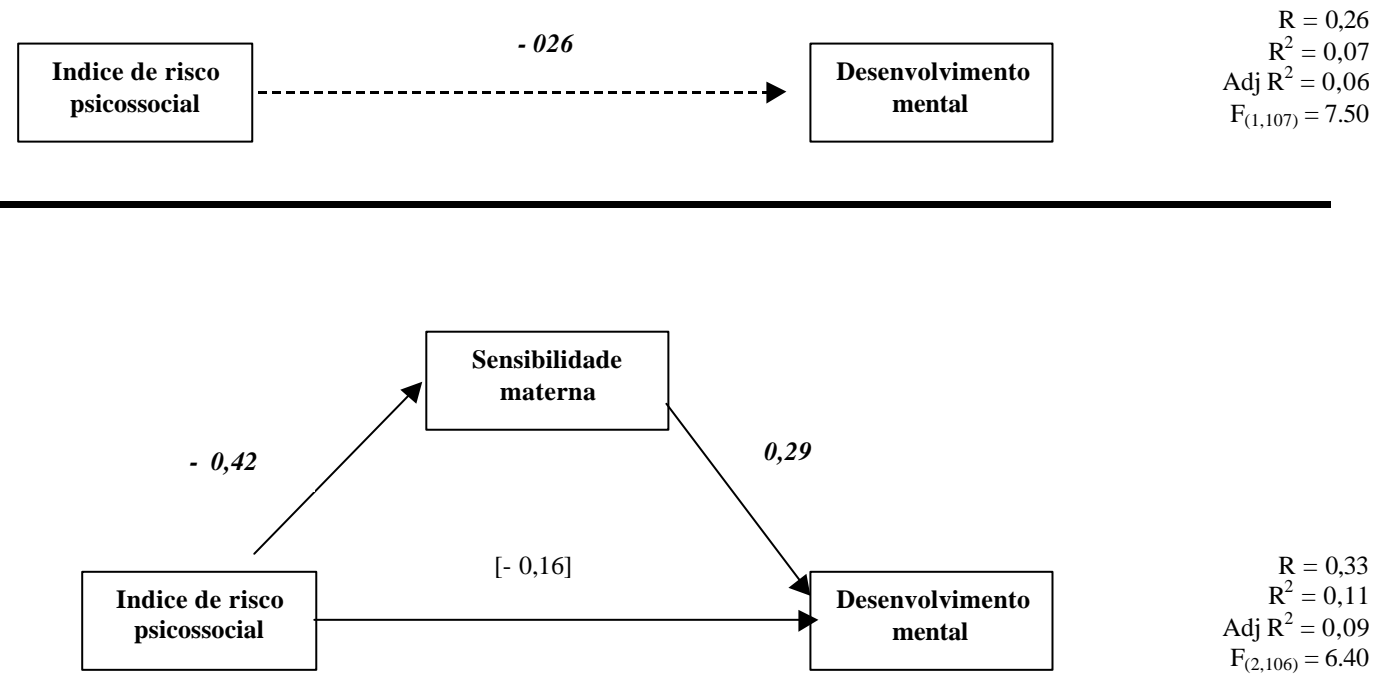 - 026
Indice de risco
psicossocial
Desenvolvimento
mental
R = 0,26
R² = 0,07
Adj R² = 0,06
F(1,107) = 7.50
Sensibilidade
materna
- 0,42
0,29
[- 0,16]
Indice de risco
psicossocial
Desenvolvimento
mental
R = 0,33
R² = 0,11
Adj R² = 0,09
F(2,106) = 6.40